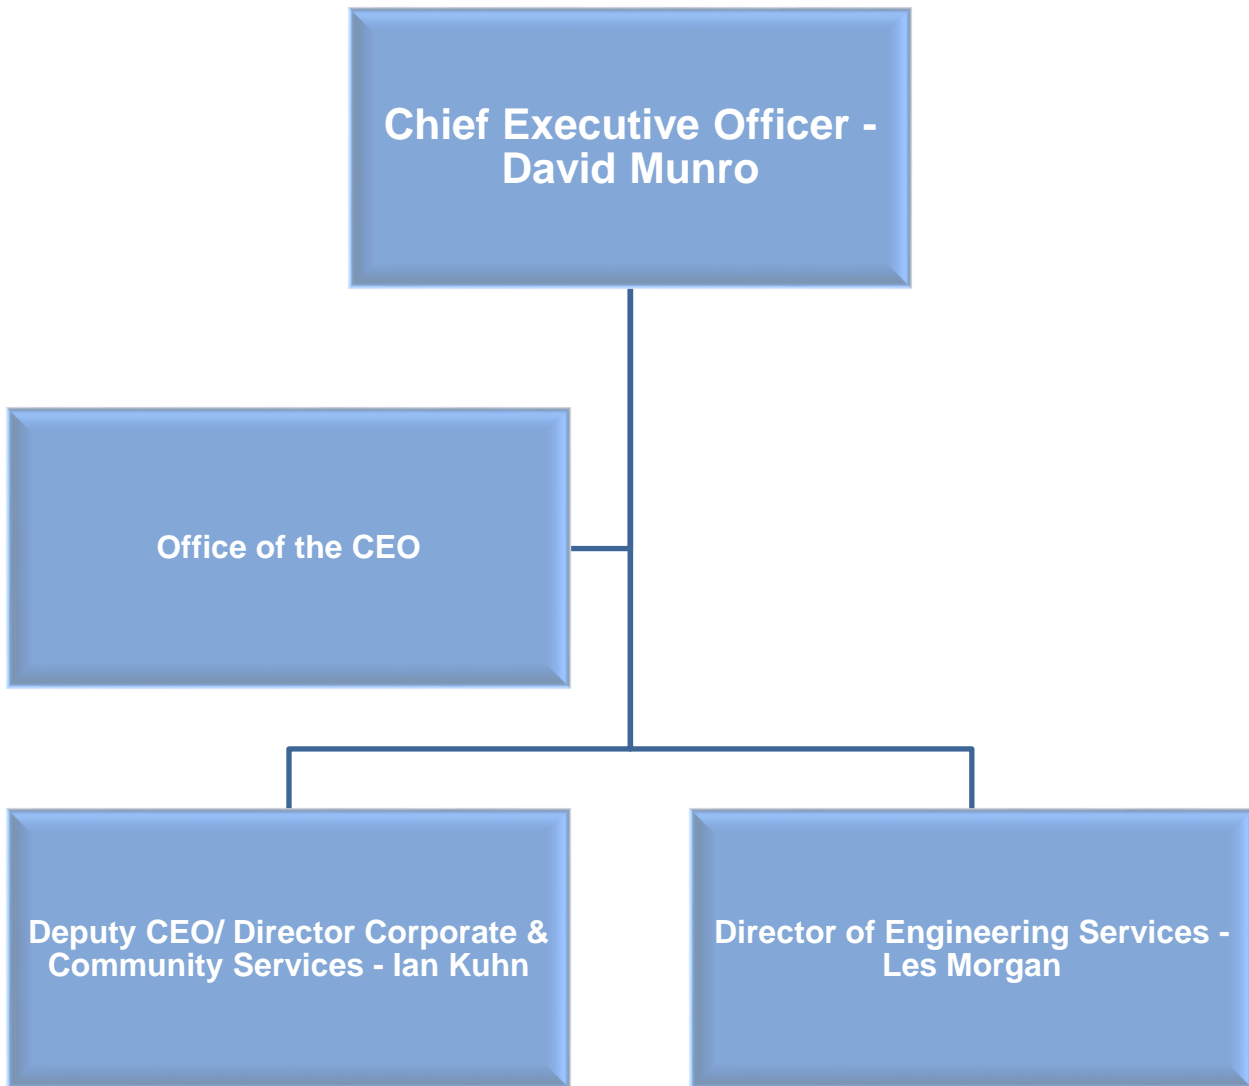 Chief Executive Officer -
David Munro
Office of the CEO
Deputy CEO/ Director Corporate &
Community Services - Ian Kuhn
Director of Engineering Services -
Les Morgan